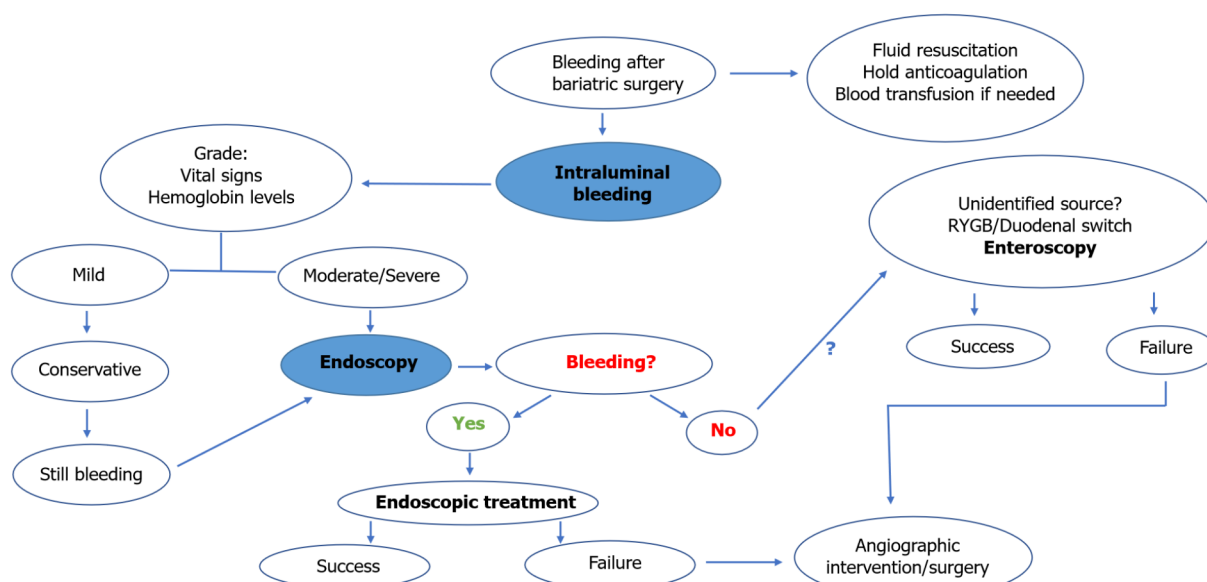 Bleeding after
bariatric surgery
Fluid resuscitation
Hold anticoagulation
Blood transfusion if needed
Intraluminal
bleeding
Grade:
Vital signs
Hemoglobin levels
Unidentified source?
RYGB/Duodenal switch
Enteroscopy
Mild
Moderate/Severe
Conservative
Endoscopy
Bleeding?
?
Success
Failure
Yes
No
Still bleeding
Endoscopic treatment
Success
Failure
Angiographic
intervention/surgery